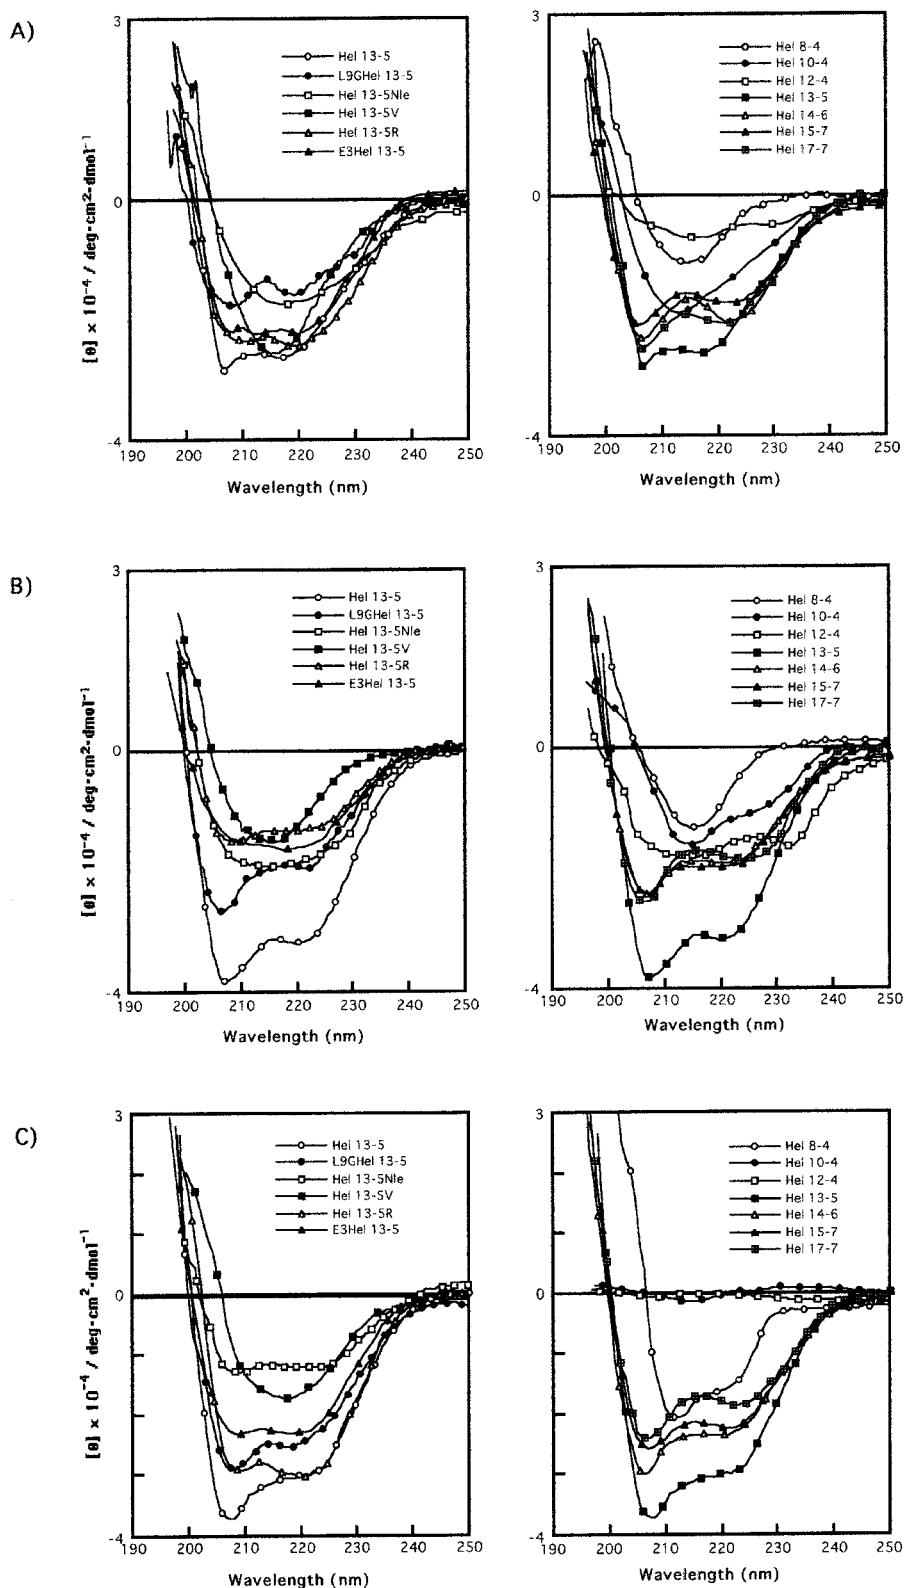 A)
3
0
-4
190 200 210 220 230 240 250
Wavelength (nm)
[θ] x 10⁻⁴ / deg·cm²·dmol⁻¹
Hel 13-5
L9GHel 13-5
Hel 13-5Nle
Hel 13-5V
Hel 13-5R
E3Hel 13-5
3
0
-4
190 200 210 220 230 240 250
Wavelength (nm)
Hel 8-4
Hel 10-4
Hel 12-4
Hel 13-5
Hel 14-6
Hel 15-7
Hel 17-7
B)
3
0
-4
190 200 210 220 230 240 250
Wavelength (nm)
[θ] x 10⁻⁴ / deg·cm²·dmol⁻¹
Hel 13-5
L9GHel 13-5
Hel 13-5Nle
Hel 13-5V
Hel 13-5R
E3Hel 13-5
3
0
-4
190 200 210 220 230 240 250
Wavelength (nm)
Hel 8-4
Hel 10-4
Hel 12-4
Hel 13-5
Hel 14-6
Hel 15-7
Hel 17-7
C)
3
0
-4
190 200 210 220 230 240 250
Wavelength (nm)
[θ] x 10⁻⁴ / deg·cm²·dmol⁻¹
Hel 13-5
L9GHel 13-5
Hel 13-5Nle
Hel 13-5V
Hel 13-5R
E3Hel 13-5
3
0
-4
190 200 210 220 230 240 250
Wavelength (nm)
Hel 8-4
Hel 10-4
Hel 12-4
Hel 13-5
Hel 14-6
Hel 15-7
Hel 17-7